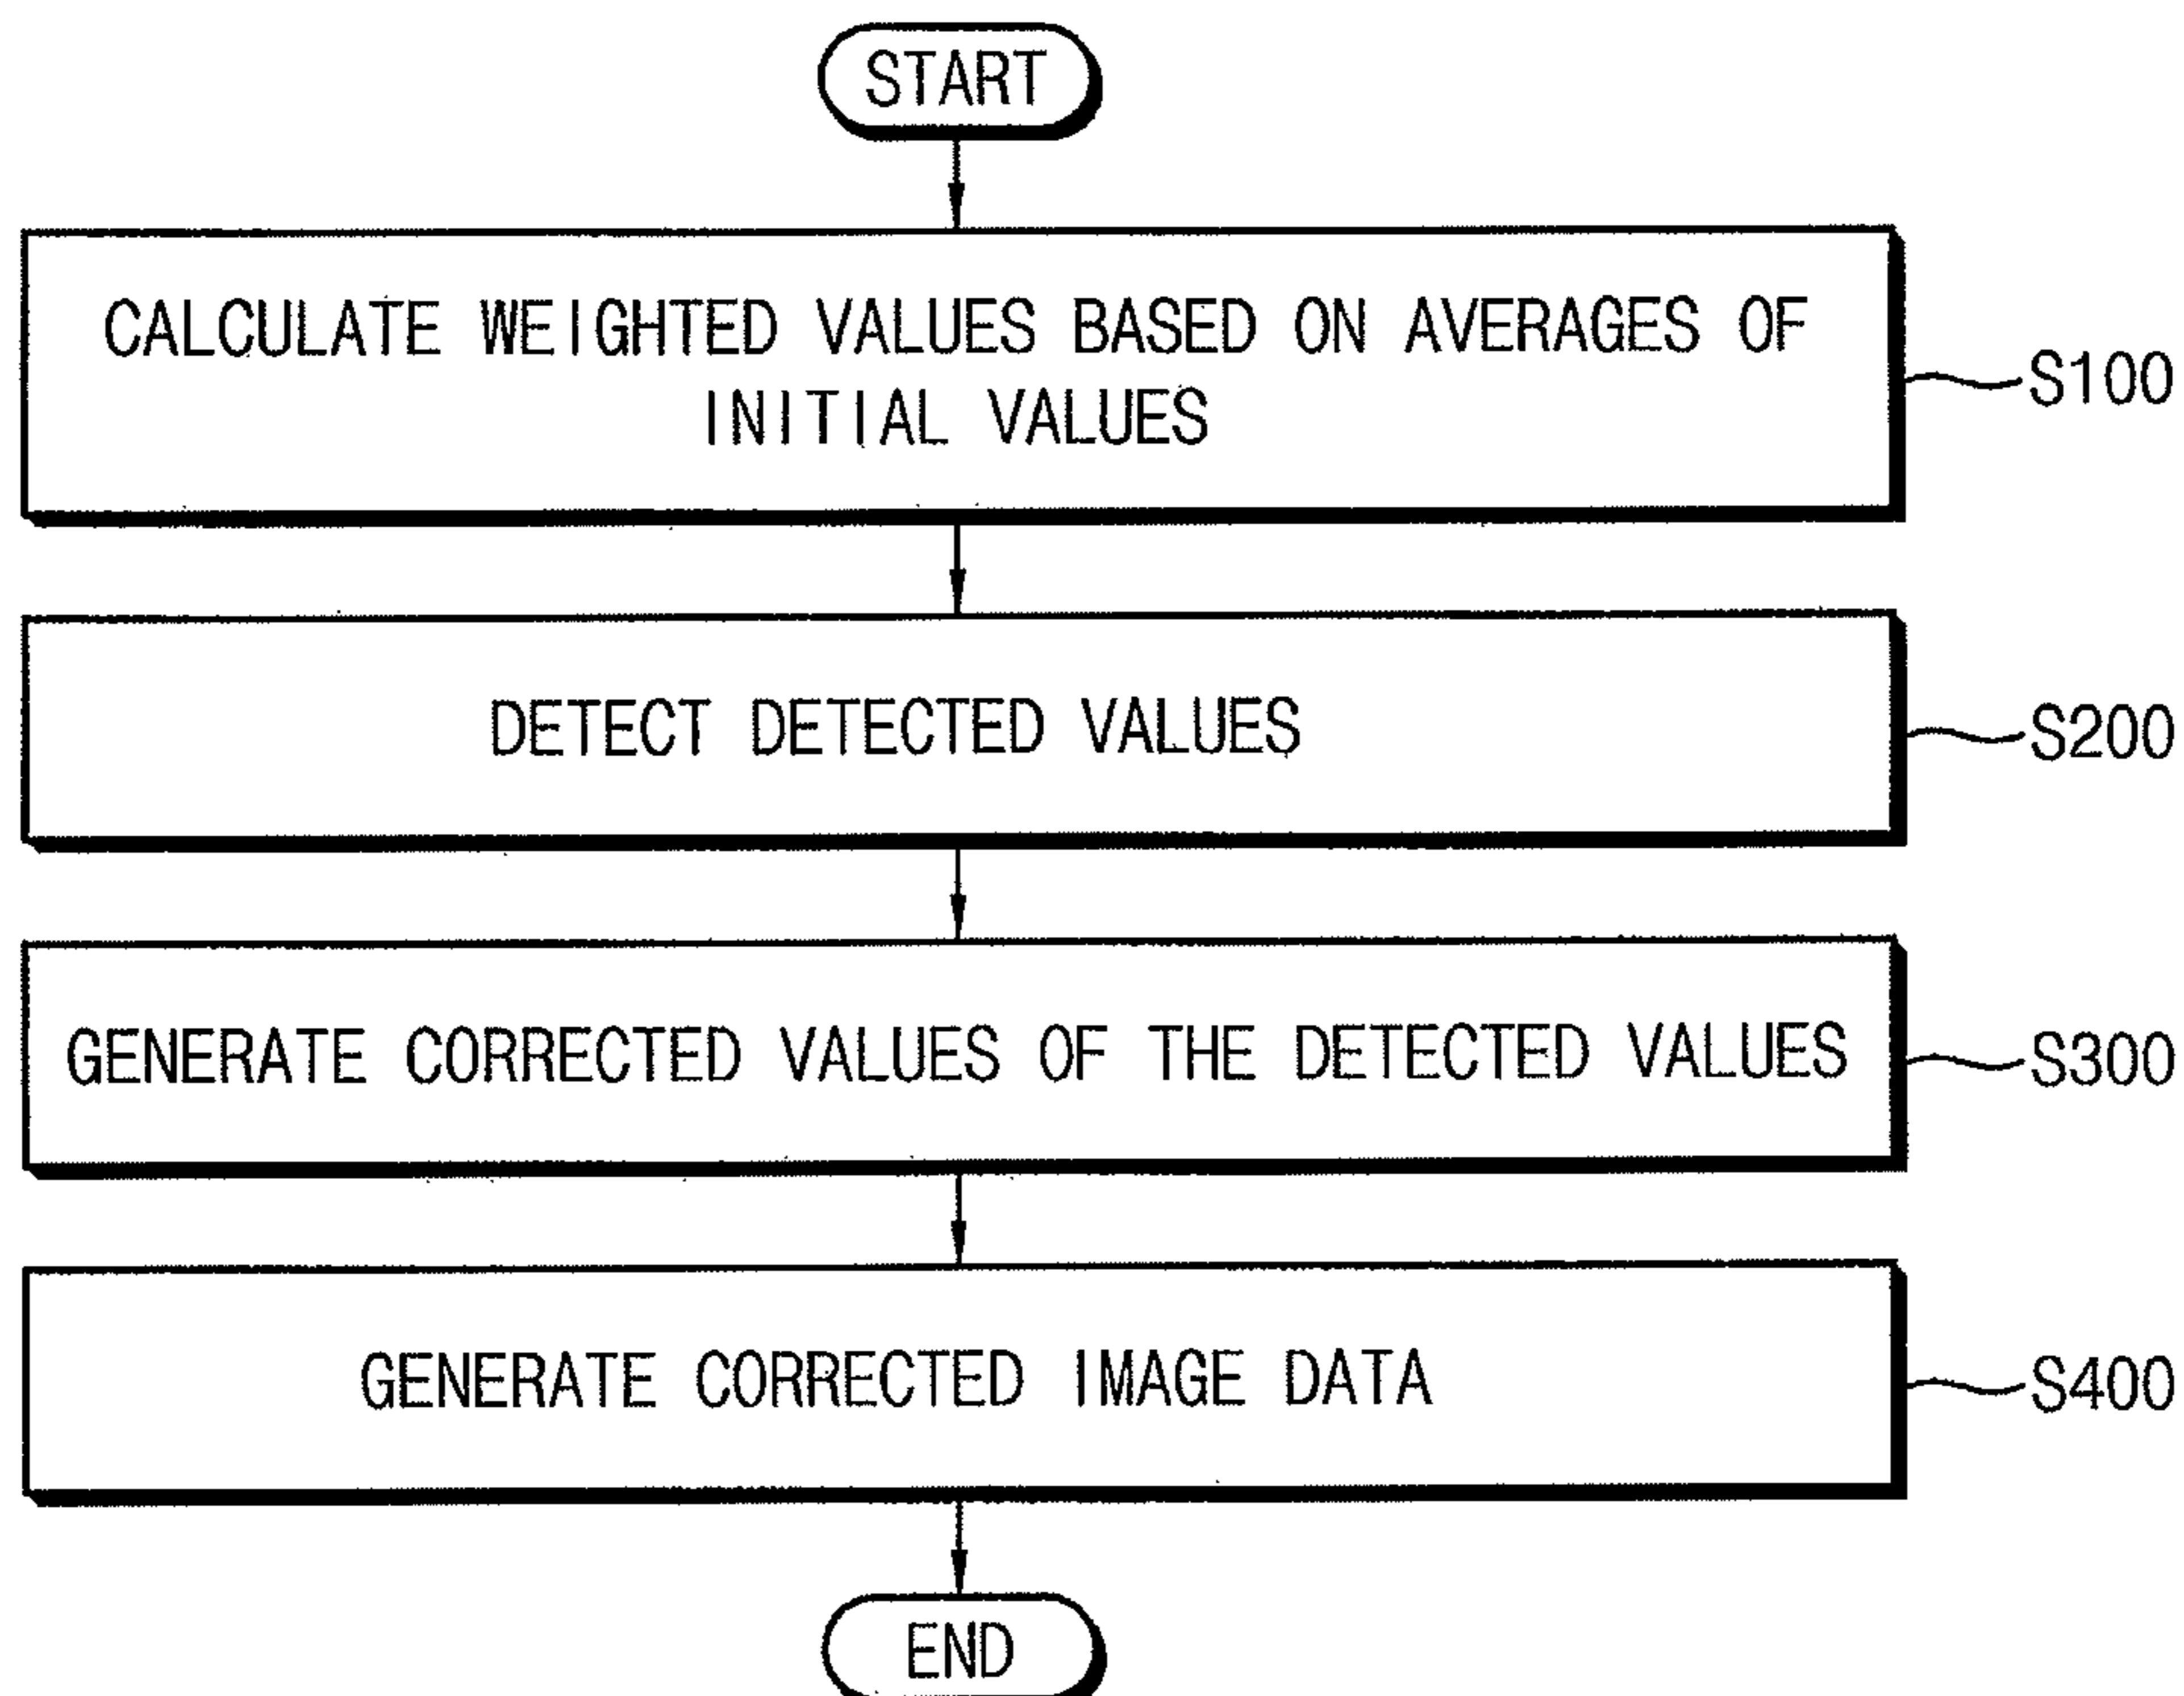 START
CALCULATE WEIGHTED VALUES BASED ON AVERAGES OF
INITIAL VALUES
S100
DETECT DETECTED VALUES
S200
GENERATE CORRECTED VALUES OF THE DETECTED VALUES
S300
GENERATE CORRECTED IMAGE DATA
S400
END